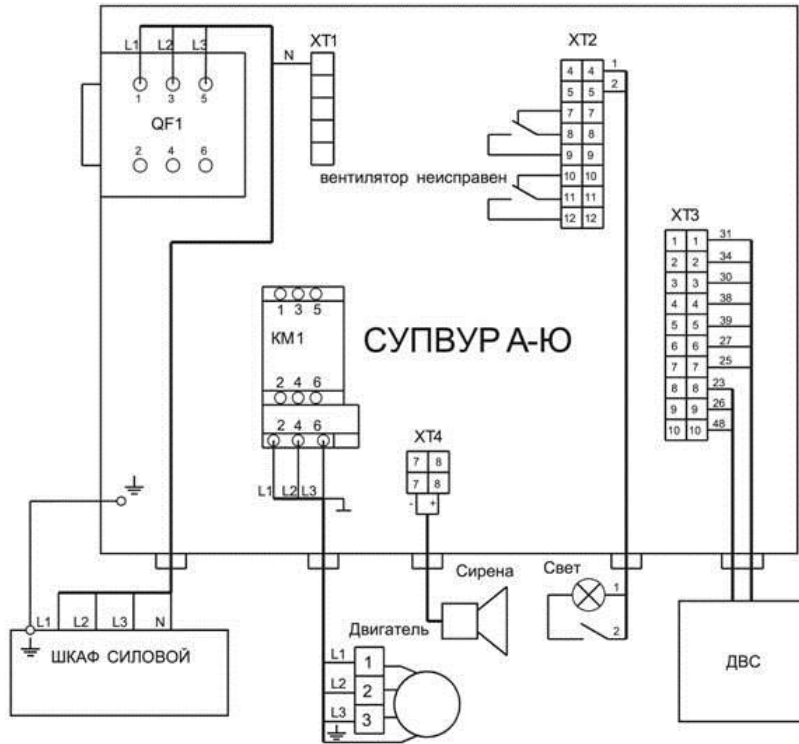 L1 L2 L3
N
XT1
1 3 5
QF1
2 4 6
XT2
4 4 1
5 5 2
7 7
8 8
9 9
10 10
11 11
12 12
вентилятор неисправен
XT3
1 1 31
2 2 34
3 3 30
4 4 38
5 5 39
6 6 27
7 7 25
8 8 23
9 9 26
10 10 48
1 3 5
КМ1
2 4 6
2 4 6
L1 L2 L3
СУПВУР А-Ю
XT4
7 8
7 8
- +
Сирена
Свет
1
2
L1 L2 L3 N
ШКАФ СИЛОВОЙ
Двигатель
L1 1
L2 2
L3 3
ДВС